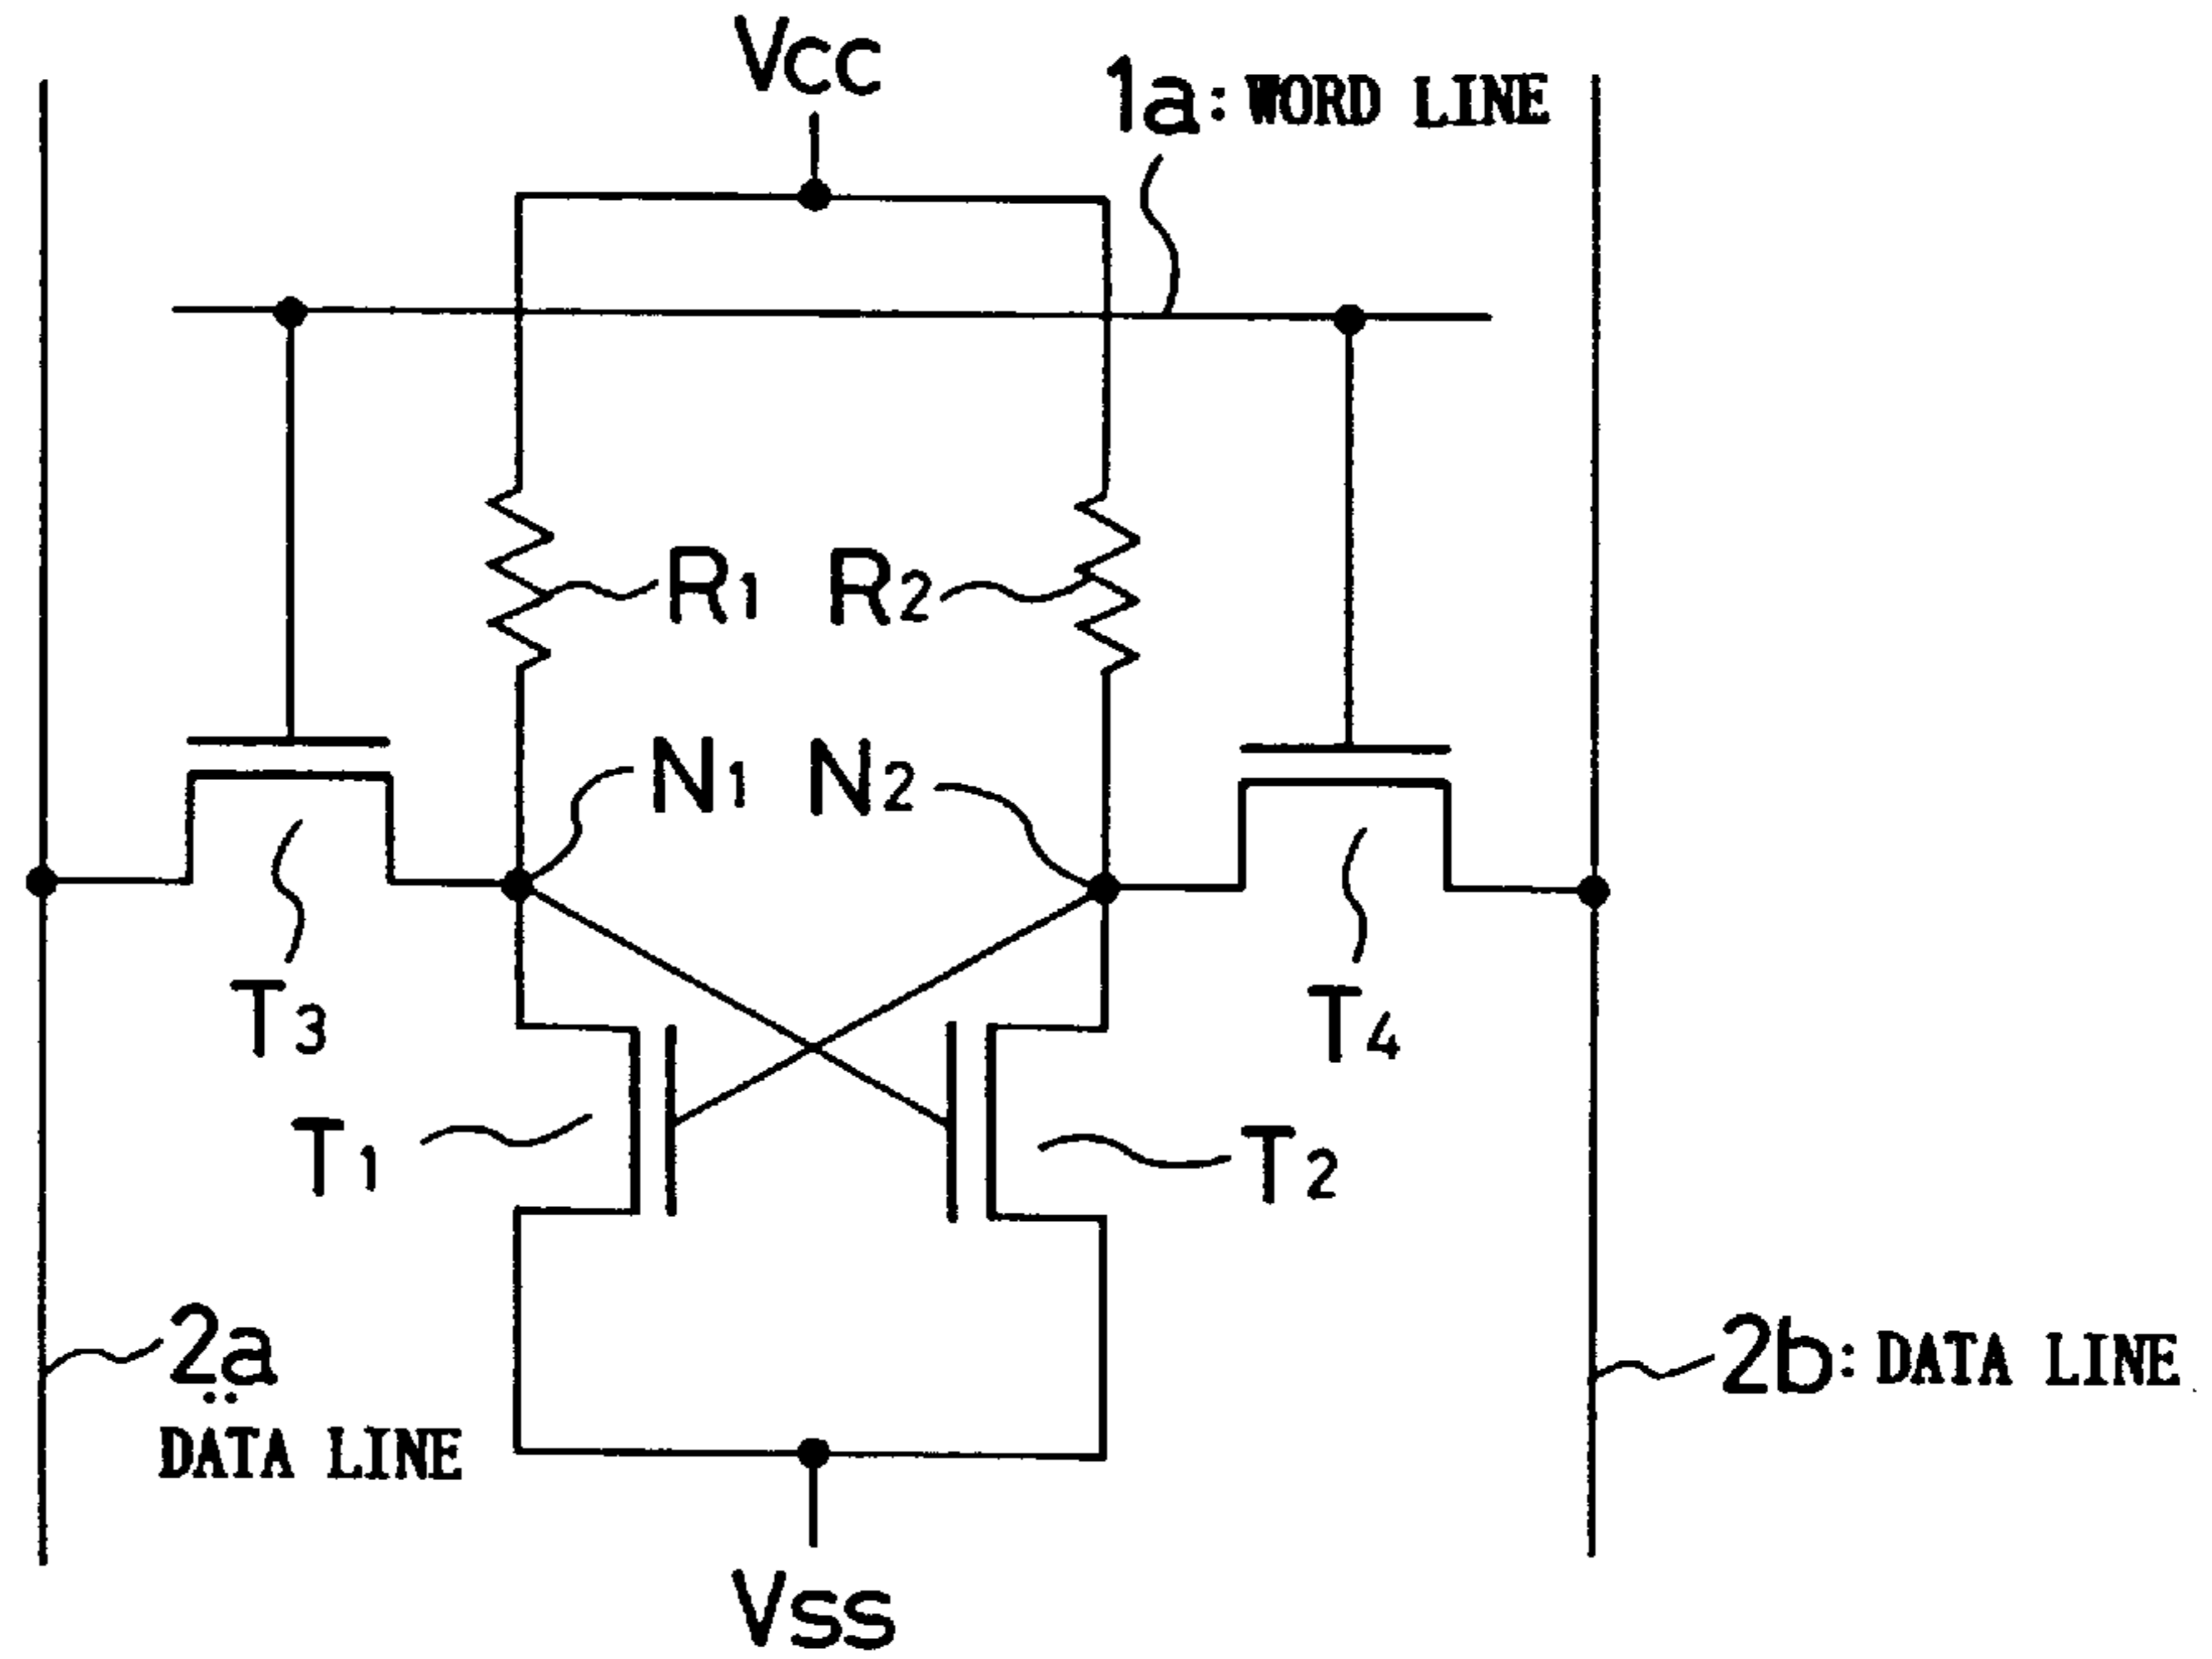 Vcc
1a: WORD LINE
R1
R2
N1
N2
T3
T4
T1
T2
2a
: DATA LINE
2b: DATA LINE
Vss